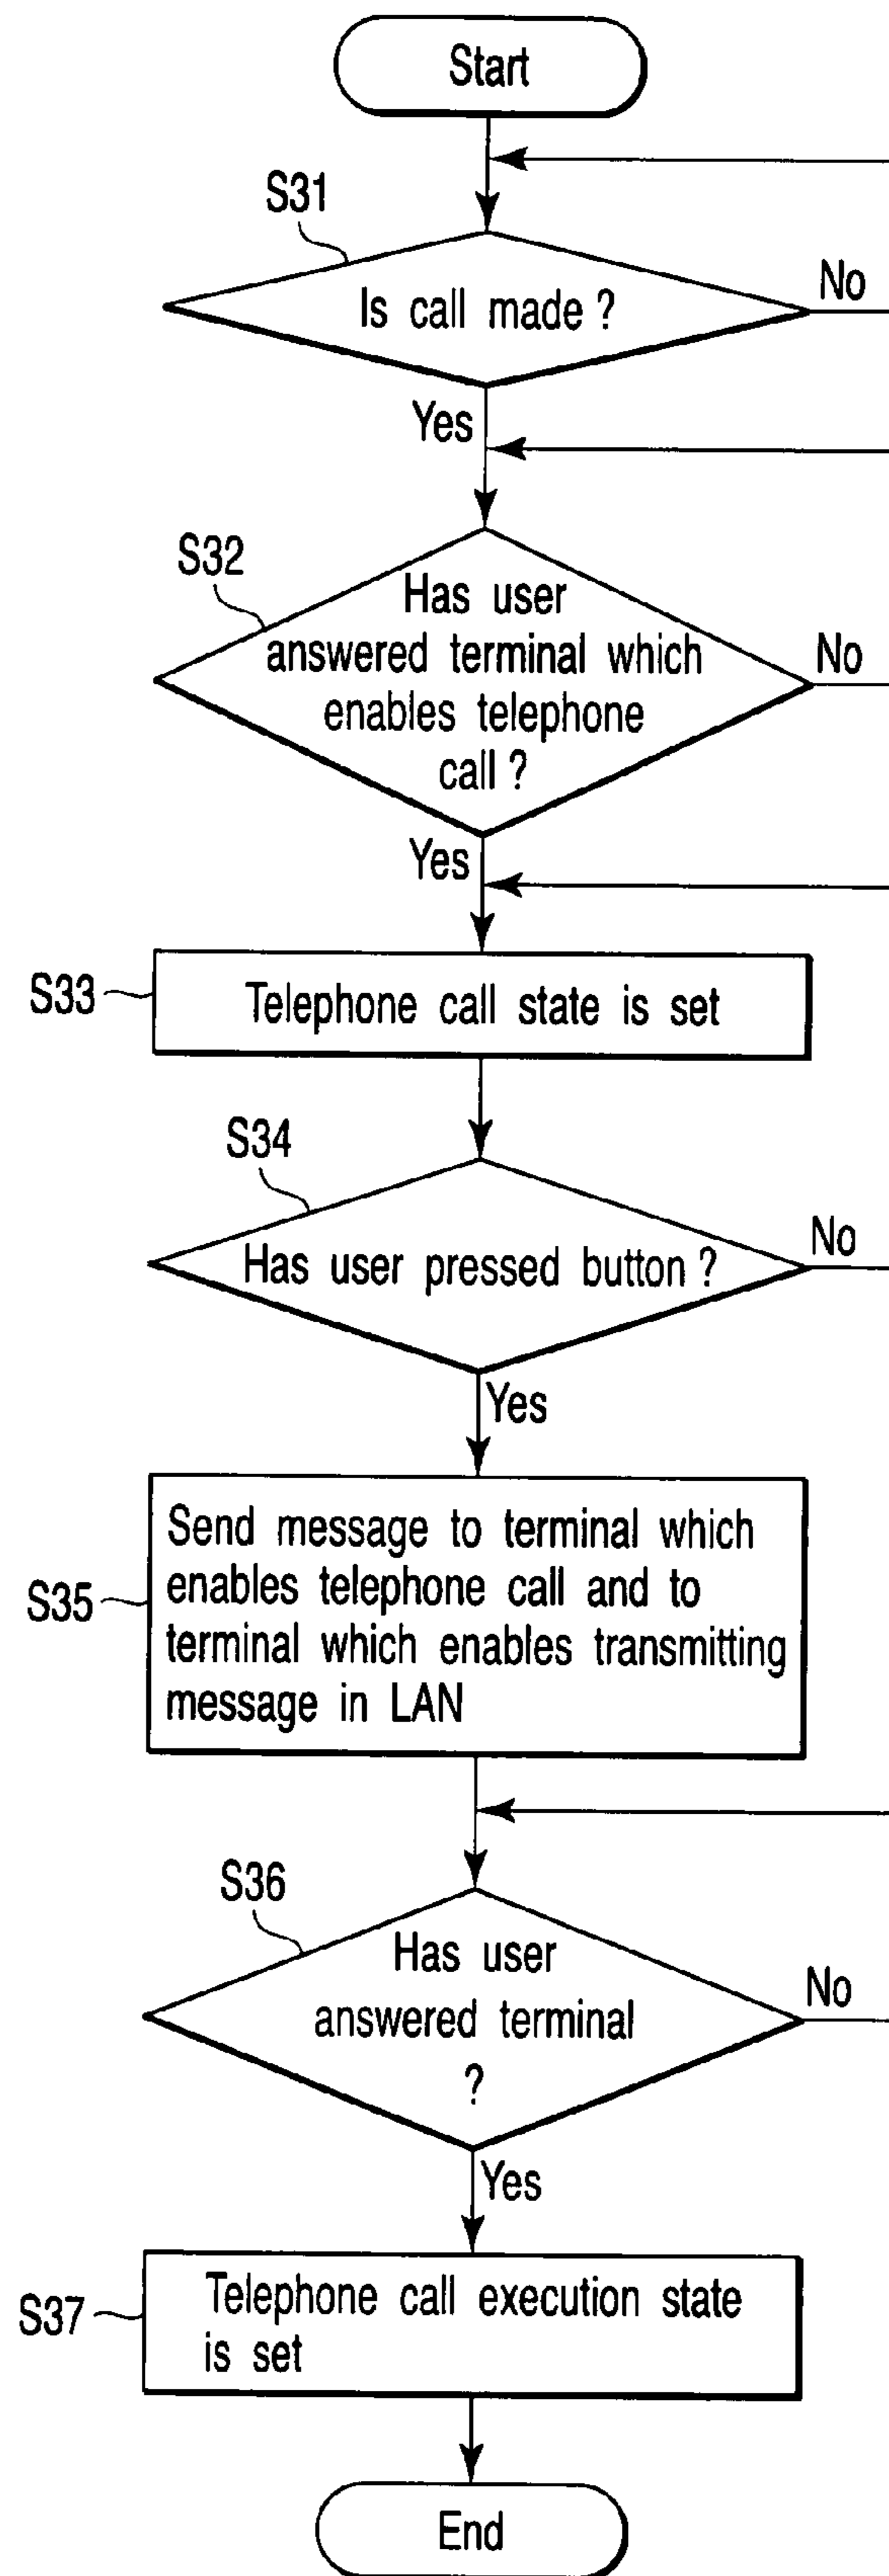 Start
S31
Is call made ?
No
Yes
S32
Has user
answered terminal which
enables telephone
call ?
No
Yes
S33
Telephone call state is set
S34
Has user pressed button ?
No
Yes
S35
Send message to terminal which
enables telephone call and to
terminal which enables transmitting
message in LAN
S36
Has user
answered terminal
?
No
Yes
S37
Telephone call execution state
is set
End